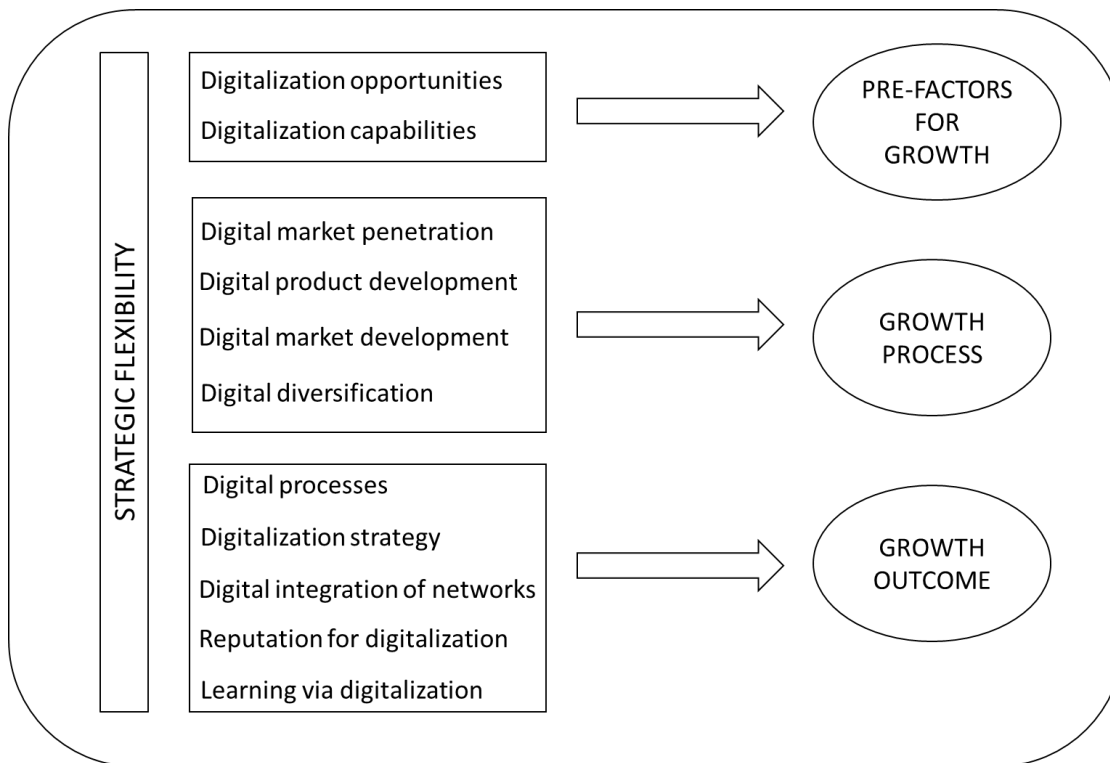 STRATEGIC FLEXIBILITY
Digitalization opportunities
Digitalization capabilities
PRE-FACTORS
FOR
GROWTH
Digital market penetration
Digital product development
Digital market development
Digital diversification
GROWTH
PROCESS
Digital processes
Digitalization strategy
Digital integration of networks
Reputation for digitalization
Learning via digitalization
GROWTH
OUTCOME